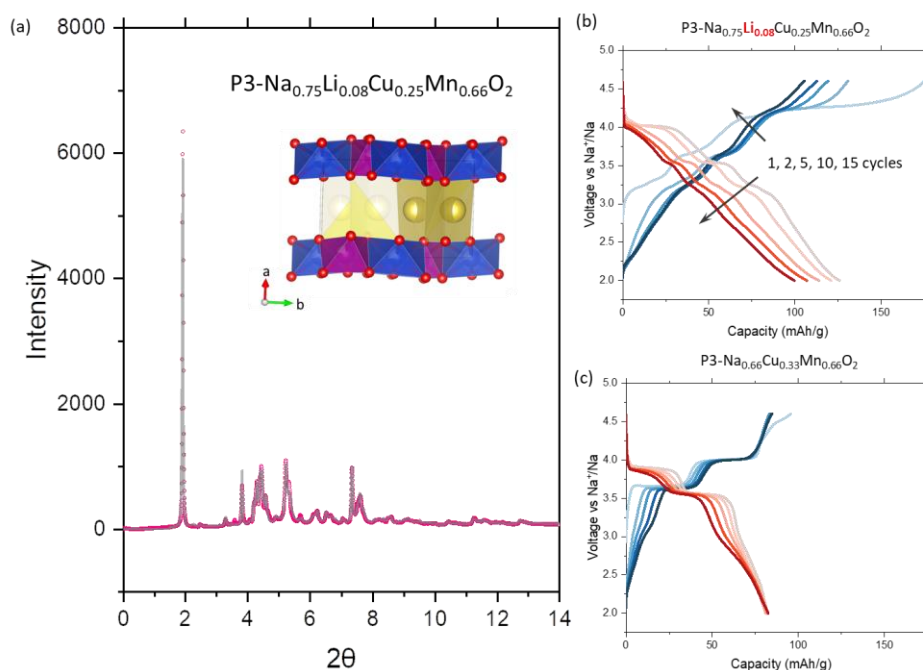 (a)
8000
6000
4000
2000
0
Intensity
P3-Na0.75Li0.08Cu0.25Mn0.66O2
a
b
0 2 4 6 8 10 12 14
2θ
(b)
P3-Na0.75Li0.08Cu0.25Mn0.66O2
5.0
4.5
4.0
3.5
3.0
2.5
2.0
Voltage vs Na+/Na
1, 2, 5, 10, 15 cycles
0 50 100 150
Capacity (mAh/g)
(c)
P3-Na0.66Cu0.33Mn0.66O2
5.0
4.5
4.0
3.5
3.0
2.5
2.0
Voltage vs Na+/Na
0 50 100 150
Capacity (mAh/g)